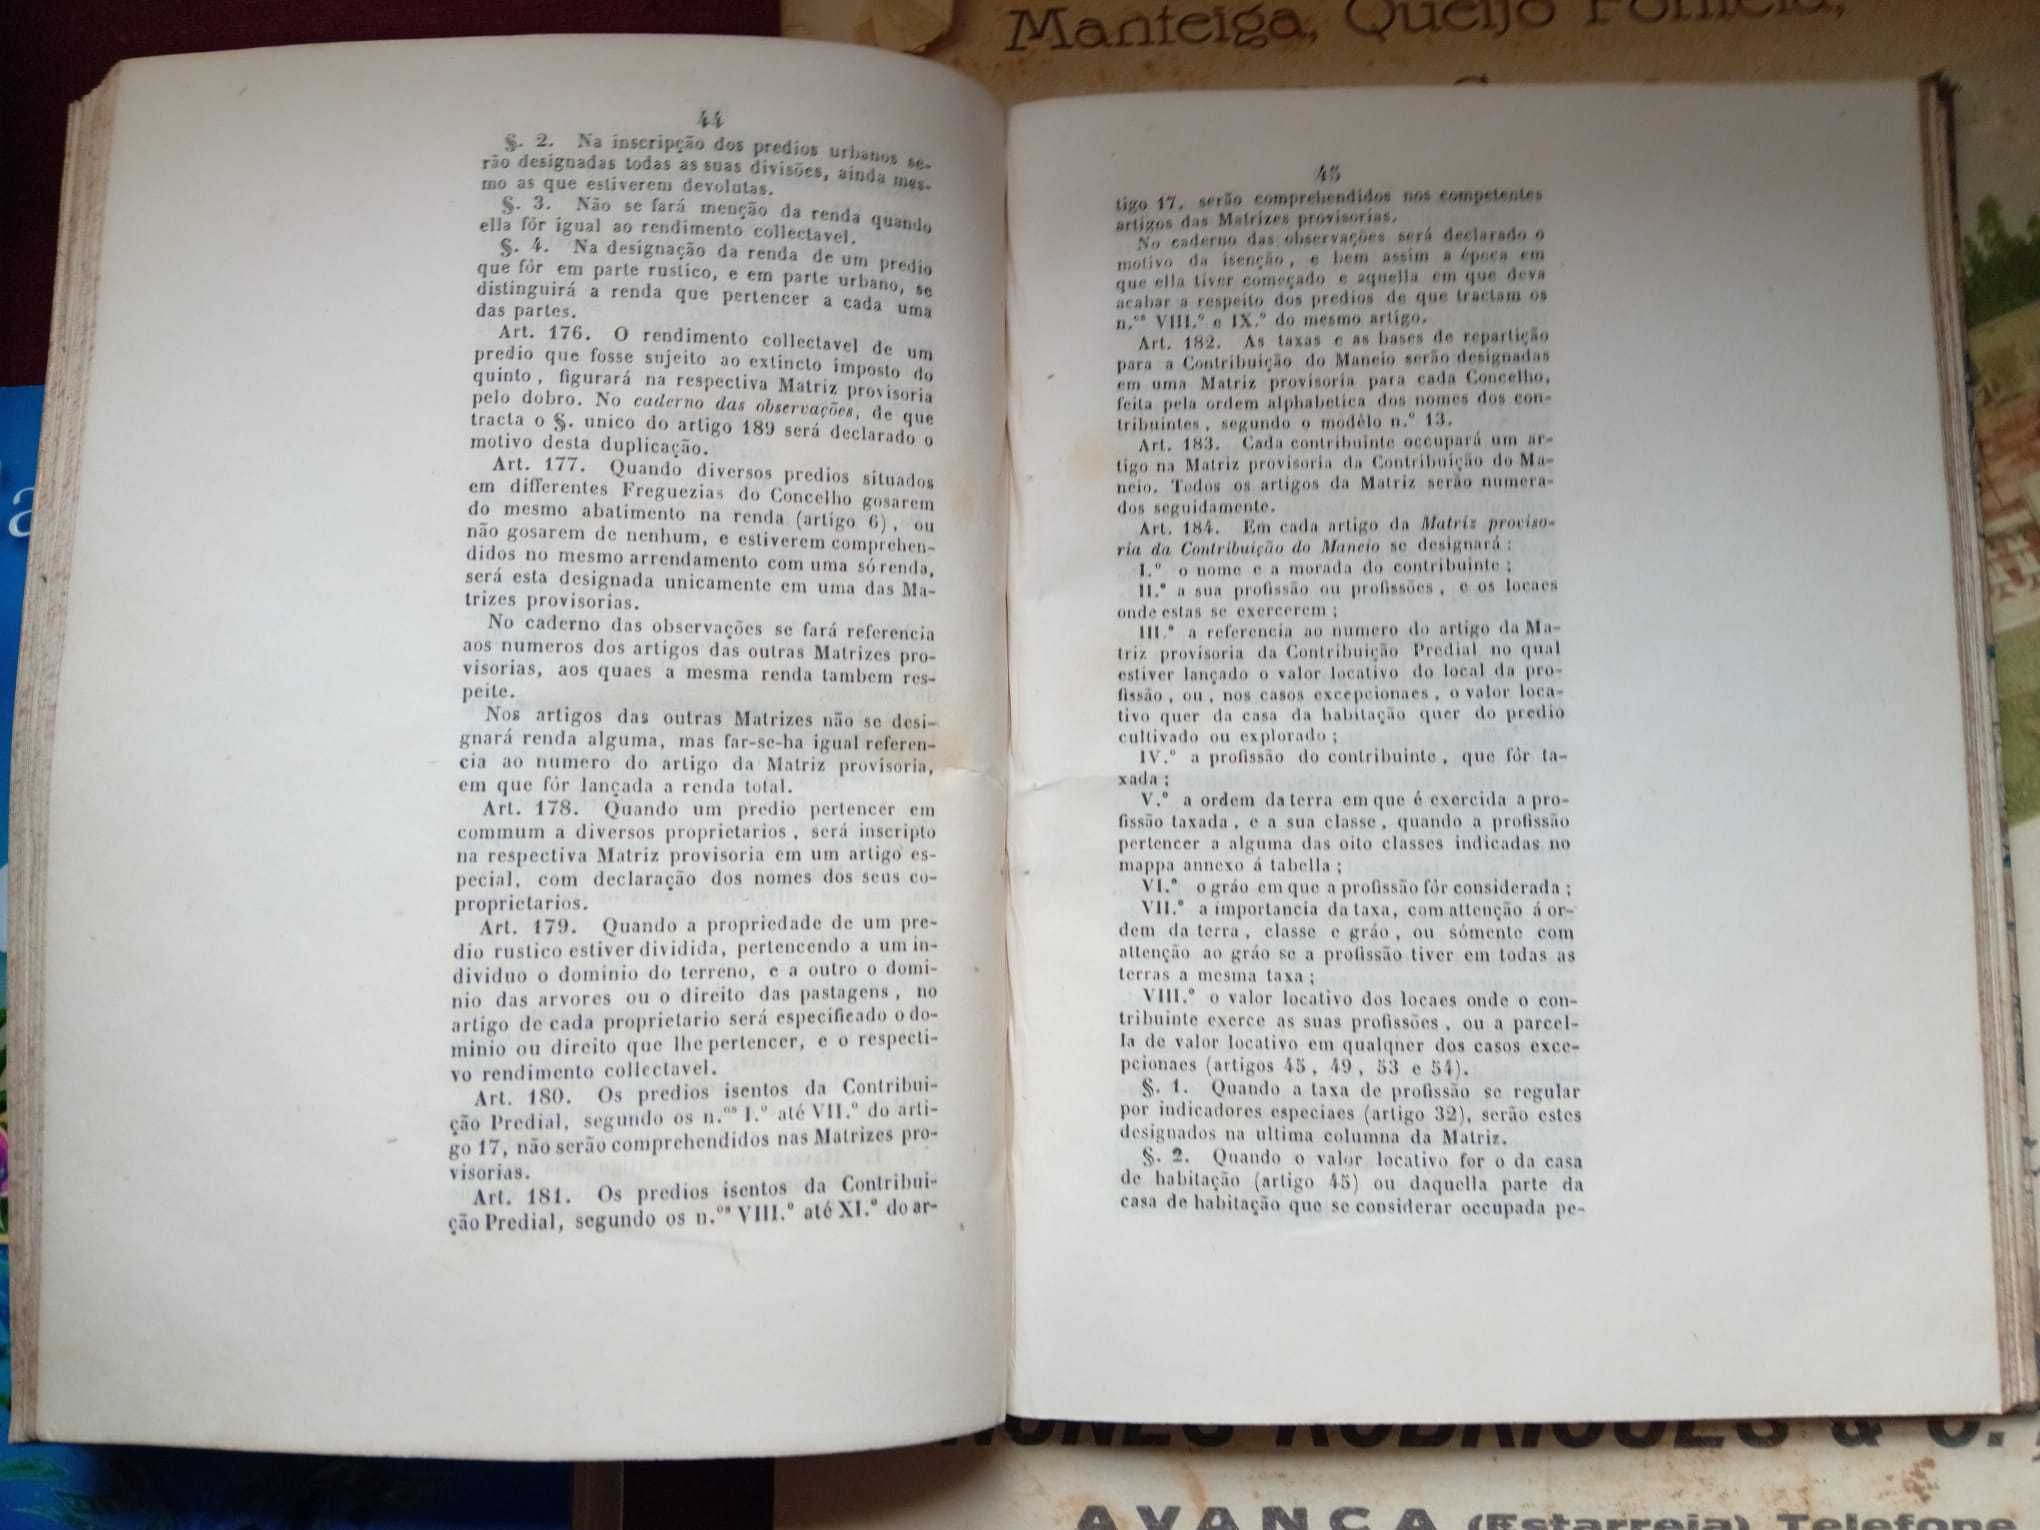 Manteiga, Queijo
44
§. 2. Na inscripção dos predios urbanos se-
rão designadas todas as suas divisões, ainda mes-
mo as que estiverem devolutas.
§. 3. Não se fará menção da renda quando
ella fôr igual ao rendimento collectavel.
§. 4. Na designação da renda de um predio
que fôr em parte rustico, e em parte urbano, se
distinguirá a renda que pertencer a cada uma
das partes.
Art. 176. O rendimento collectavel de um
predio que fosse sujeito ao extincto imposto do
quinto, figurará na respectiva Matriz provisoria
pelo dobro. No caderno das observações, de que
tracta o §. unico do artigo 189 será declarado o
motivo desta duplicação.
Art. 177. Quando diversos predios situados
em differentes Freguezias do Concelho gosarem
do mesmo abatimento na renda (artigo 6), ou
não gosarem de nenhum, e estiverem comprehen-
didos no mesmo arrendamento com uma só renda,
será esta designada unicamente em uma das Ma-
trizes provisorias.
No caderno das observações se fará referencia
aos numeros dos artigos das outras Matrizes pro-
visorias, aos quaes a mesma renda tambem res-
peite.
Nos artigos das outras Matrizes não se desi-
gnará renda alguma, mas far-se-ha igual referen-
cia ao numero do artigo da Matriz provisoria,
em que fôr lançada a renda total.
Art. 178. Quando um predio pertencer em
commum a diversos proprietarios, será inscripto
na respectiva Matriz provisoria em um artigo es-
pecial, com declaração dos nomes dos seus co-
proprietarios.
Art. 179. Quando a propriedade de um pre-
dio rustico estiver dividida, pertencendo a um in-
dividuo o dominio do terreno, e a outro o domi-
nio das arvores ou o direito das pastagens, no
artigo de cada proprietario será especificado o do-
minio ou direito que lhe pertencer, e o respecti-
vo rendimento collectavel.
Art. 180. Os predios isentos da Contribui-
ção Predial, segundo os n.ºˢ I.º até VII.º do arti-
go 17, não serão comprehendidos nas Matrizes pro-
visorias.
Art. 181. Os predios isentos da Contribui-
ção Predial, segundo os n.ºˢ VIII.º até XI.º do ar-
45
tigo 17, serão comprehendidos nos competentes
artigos das Matrizes provisorias.
No caderno das observações será declarado o
motivo da isenção, e bem assim a época em
que ella tiver começado e aquella em que deva
acabar a respeito dos predios de que tractam os
n.ºˢ VIII.º e IX.º do mesmo artigo.
Art. 182. As taxas e as bases de repartição
para a Contribuição do Maneio serão designadas
em uma Matriz provisoria para cada Concelho,
feita pela ordem alphabetica dos nomes dos con-
tribuintes, segundo o modêlo n.º 13.
Art. 183. Cada contribuinte occupará um ar-
tigo na Matriz provisoria da Contribuição do Ma-
neio. Todos os artigos da Matriz serão numera-
dos seguidamente.
Art. 184. Em cada artigo da Matriz proviso-
ria da Contribuição do Maneio se designará:
I.º o nome e a morada do contribuinte;
II.º a sua profissão ou profissões, e os locaes
onde estas se exercerem;
III.º a referencia ao numero do artigo da Ma-
triz provisoria da Contribuição Predial no qual
estiver lançado o valor locativo do local da pro-
fissão, ou, nos casos excepcionaes, o valor loca-
tivo quer da casa da habitação quer do predio
cultivado ou explorado;
IV.º a profissão do contribuinte, que fôr ta-
xada;
V.º a ordem da terra em que é exercida a pro-
fissão taxada, e a sua classe, quando a profissão
pertencer a alguma das oito classes indicadas no
mappa annexo á tabella;
VI.º o gráo em que a profissão fôr considerada;
VII.º a importancia da taxa, com attenção á or-
dem da terra, classe e gráo, ou sómente com
attenção ao gráo se a profissão tiver em todas as
terras a mesma taxa;
VIII.º o valor locativo dos locaes onde o con-
tribuinte exerce as suas profissões, ou a parcel-
la de valor locativo em qualqner dos casos exce-
pcionaes (artigos 45, 49, 53 e 54).
§. 1. Quando a taxa de profissão se regular
por indicadores especiaes (artigo 32), serão estes
designados na ultima columna da Matriz.
§. 2. Quando o valor locativo for o da casa
de habitação (artigo 45) ou daquella parte da
casa de habitação que se considerar occupada pe-
NUNES RODRIGUES & C.
AVANCA (Estarreja) Telefone